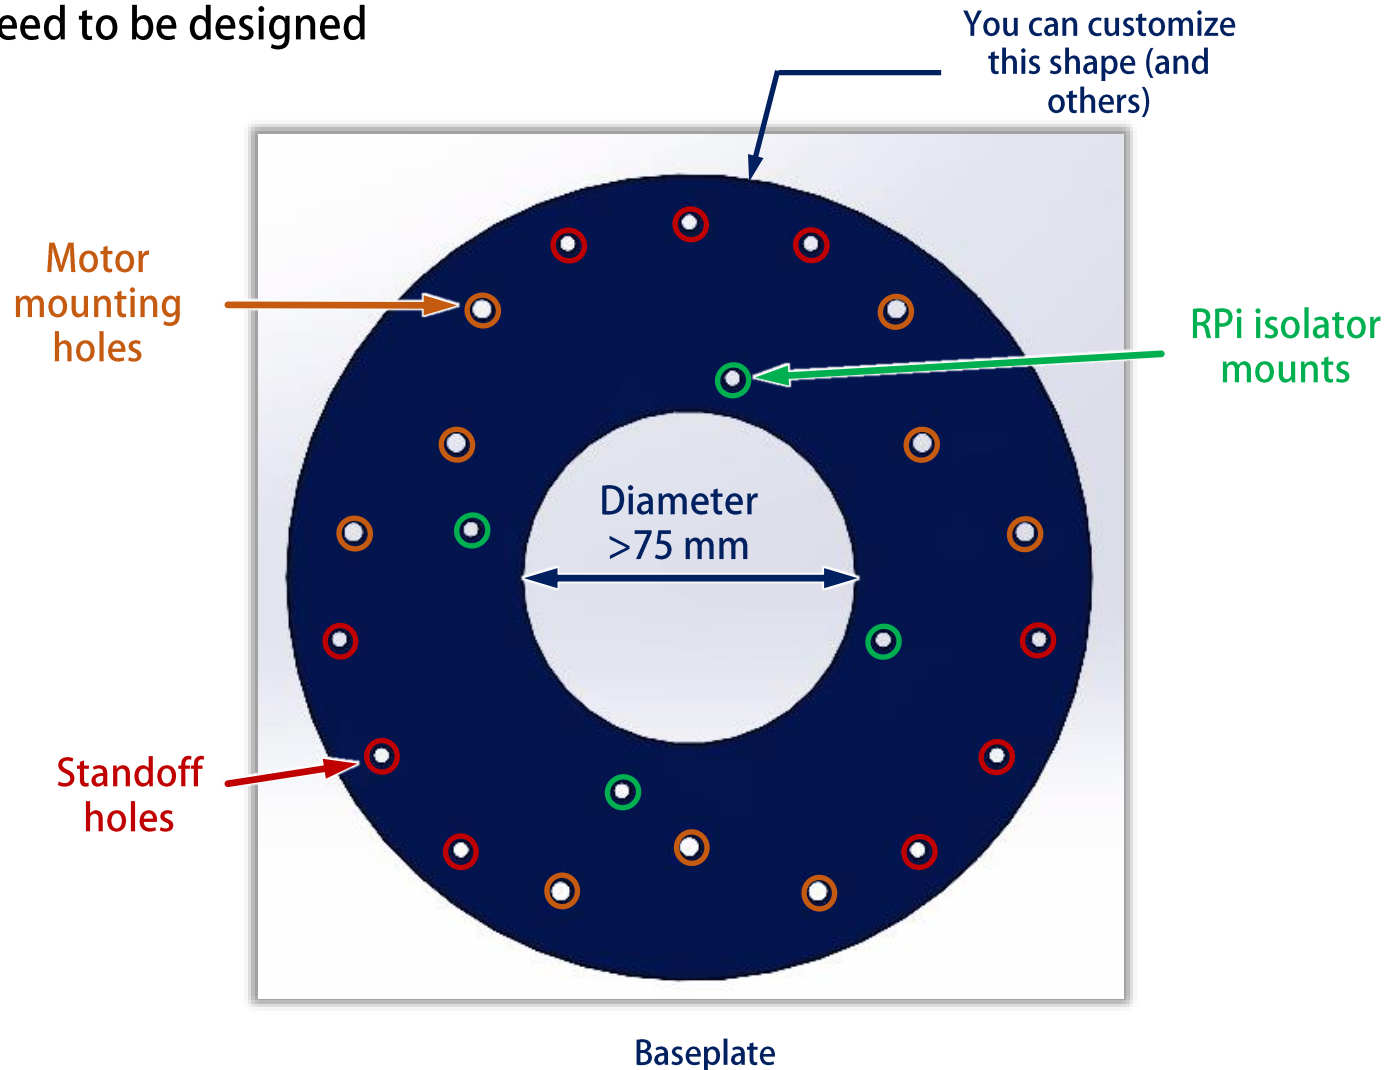 eed to be designed
You can customize
this shape (and
others)
Motor
mounting
holes
RPi isolator
mounts
Diameter
>75 mm
Standoff
holes
Baseplate